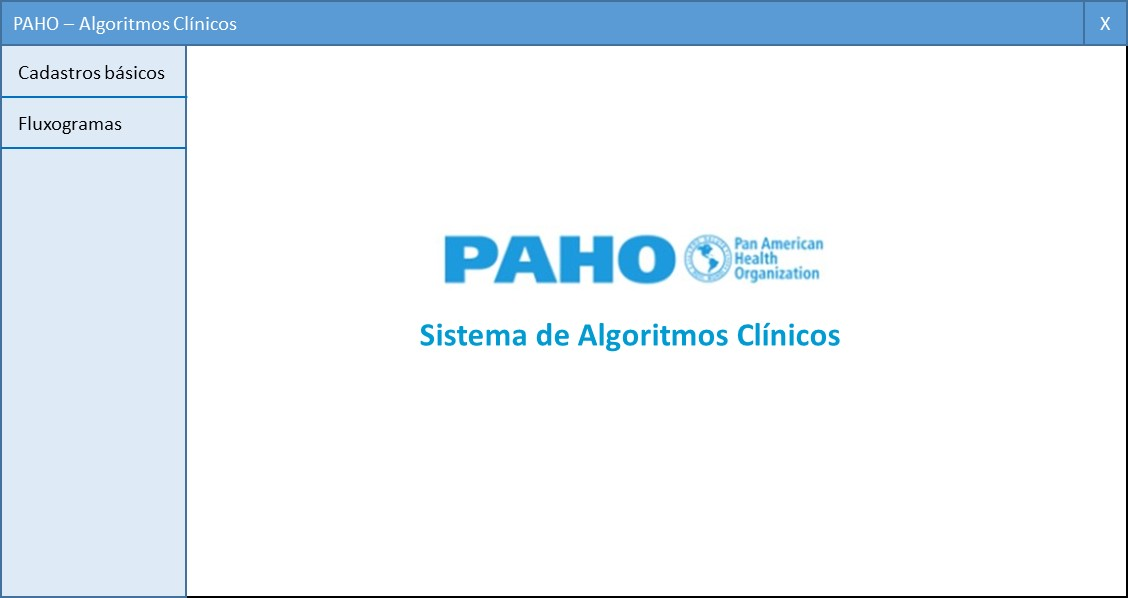 PAHO – Algoritmos Clínicos
X
Cadastros básicos
Fluxogramas
PAHO
Pan American
Health
Organization
Sistema de Algoritmos Clínicos